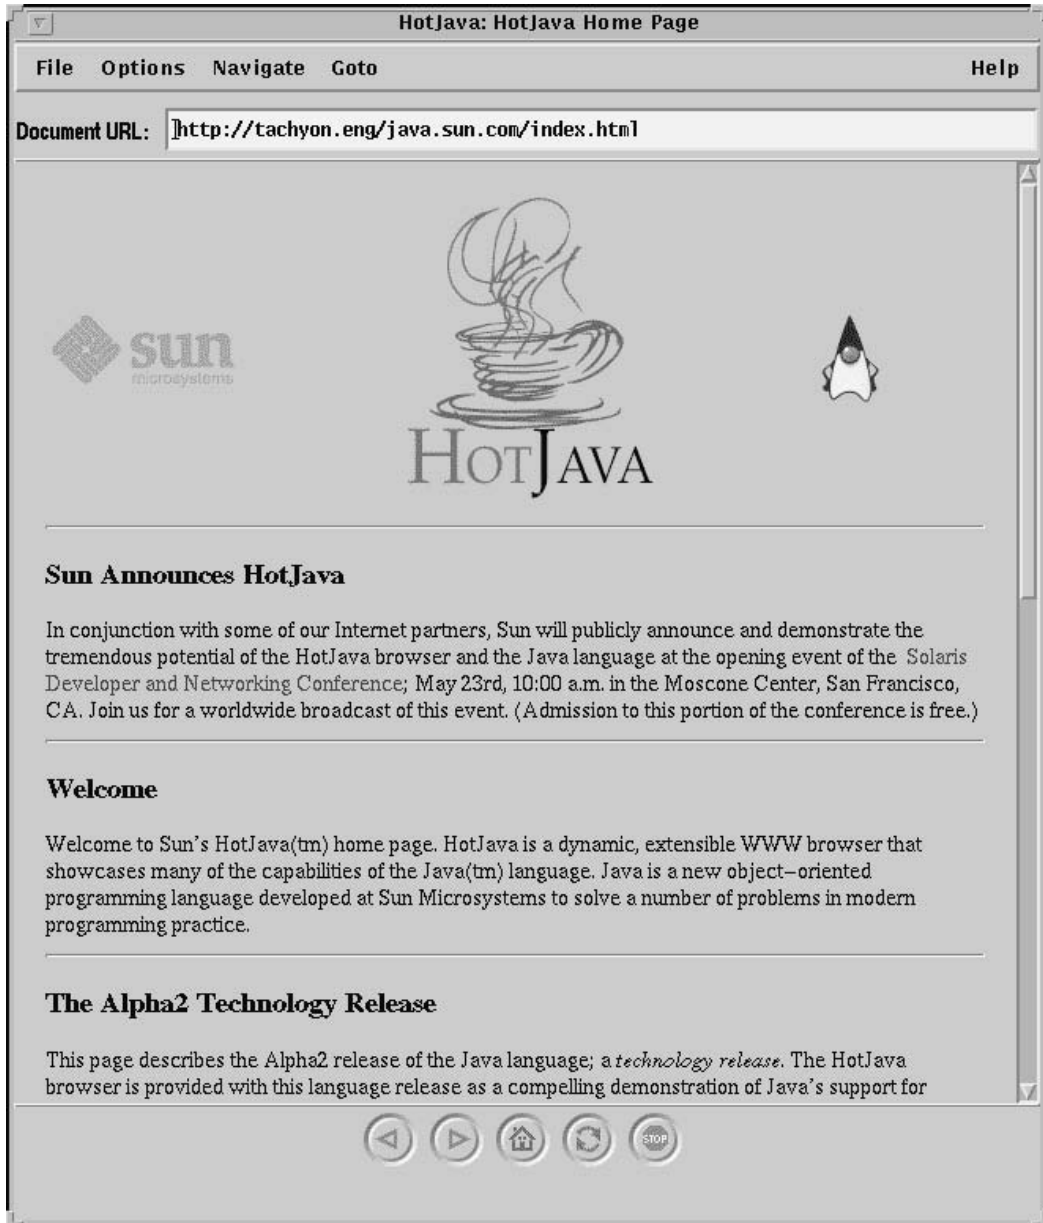 HotJava: HotJava Home Page
File Options Navigate Goto Help
Document URL: http://tachyon.eng/java.sun.com/index.html
sun
microsystems
HOTJAVA
Sun Announces HotJava
In conjunction with some of our Internet partners, Sun will publicly announce and demonstrate the
tremendous potential of the HotJava browser and the Java language at the opening event of the Solaris
Developer and Networking Conference; May 23rd, 10:00 a.m. in the Moscone Center, San Francisco,
CA. Join us for a worldwide broadcast of this event. (Admission to this portion of the conference is free.)
Welcome
Welcome to Sun's HotJava(tm) home page. HotJava is a dynamic, extensible WWW browser that
showcases many of the capabilities of the Java(tm) language. Java is a new object−oriented
programming language developed at Sun Microsystems to solve a number of problems in modern
programming practice.
The Alpha2 Technology Release
This page describes the Alpha2 release of the Java language; a technology release. The HotJava
browser is provided with this language release as a compelling demonstration of Java's support for
STOP